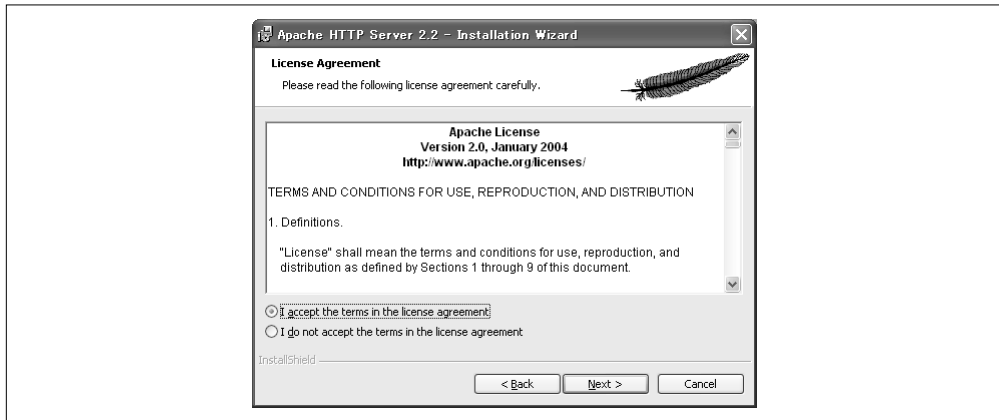 Apache HTTP Server 2.2 - Installation Wizard
License Agreement
Please read the following license agreement carefully.
Apache License
Version 2.0, January 2004
http://www.apache.org/licenses/
TERMS AND CONDITIONS FOR USE, REPRODUCTION, AND DISTRIBUTION
1. Definitions.
"License" shall mean the terms and conditions for use, reproduction, and
distribution as defined by Sections 1 through 9 of this document.
I accept the terms in the license agreement
I do not accept the terms in the license agreement
InstallShield
< Back
Next >
Cancel